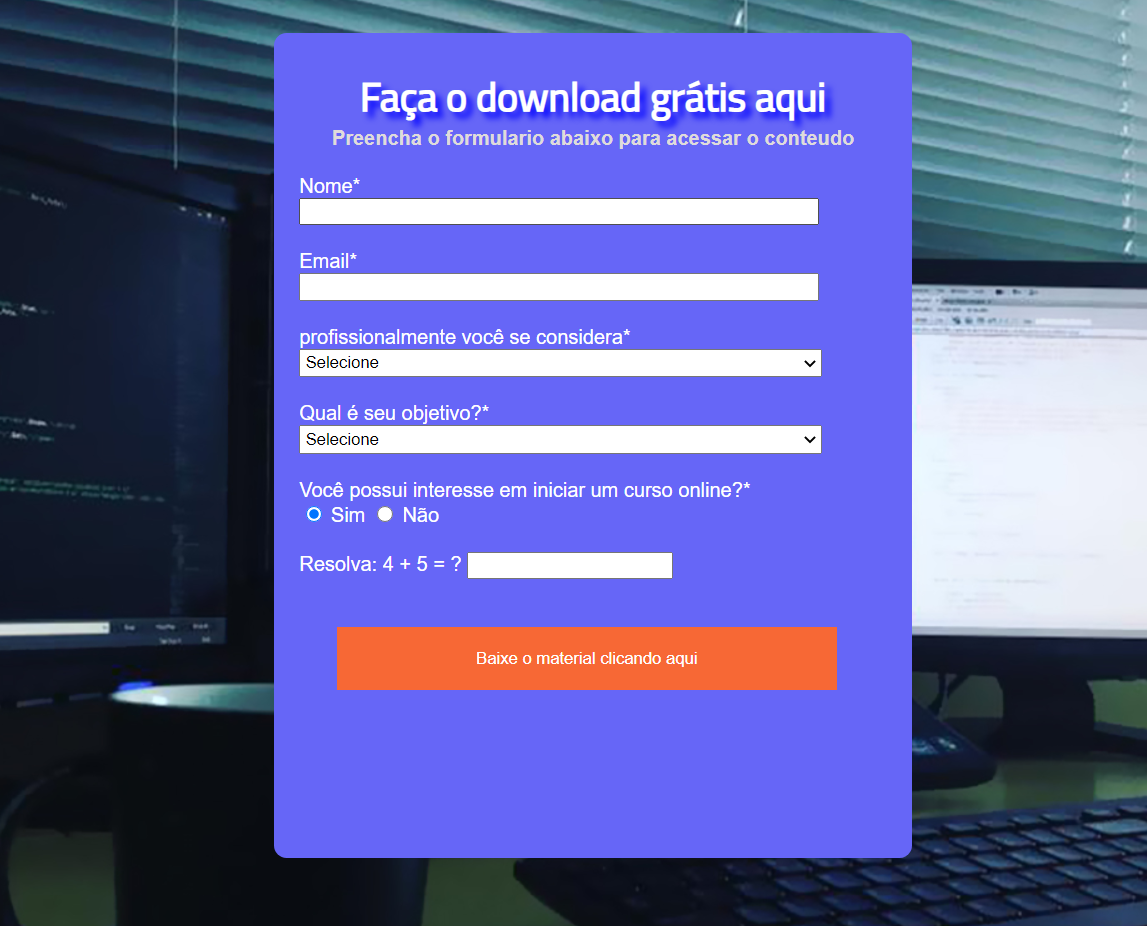 Faça o download grátis aqui
Preencha o formulario abaixo para acessar o conteudo
Nome*
Email*
profissionalmente você se considera*
Selecione
Qual é seu objetivo?*
Selecione
Você possui interesse em iniciar um curso online?*
Sim Não
Resolva: 4 + 5 = ?
Baixe o material clicando aqui